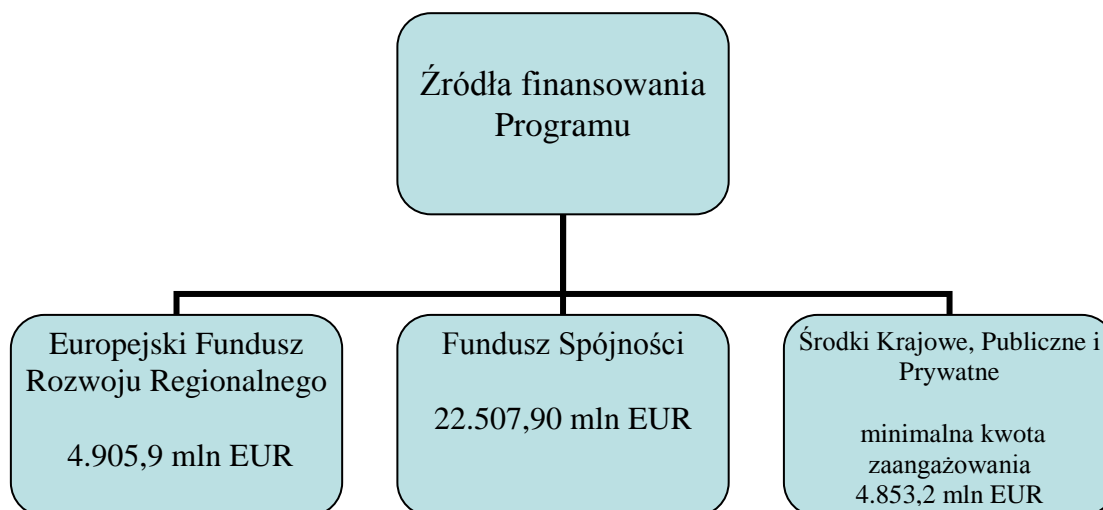 Źródła finansowania
Programu
Europejski Fundusz
Rozwoju Regionalnego
4.905,9 mln EUR
Fundusz Spójności
22.507,90 mln EUR
Środki Krajowe, Publiczne i
Prywatne
minimalna kwota
zaangażowania
4.853,2 mln EUR